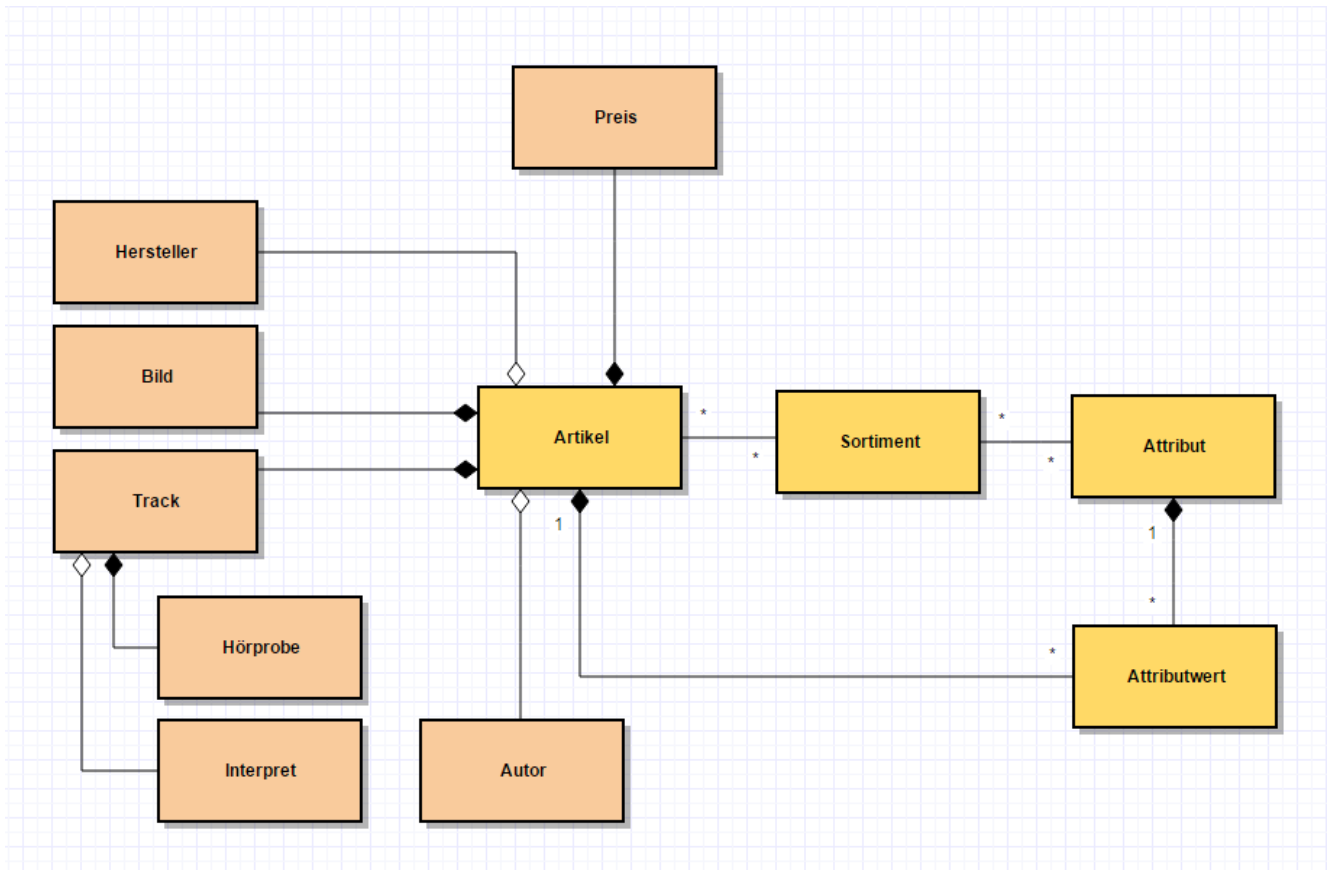 Preis
Hersteller
Bild
Artikel
*
*
Sortiment
*
*
Attribut
Track
1
1
*
Hörprobe
*
Attributwert
Interpret
Autor